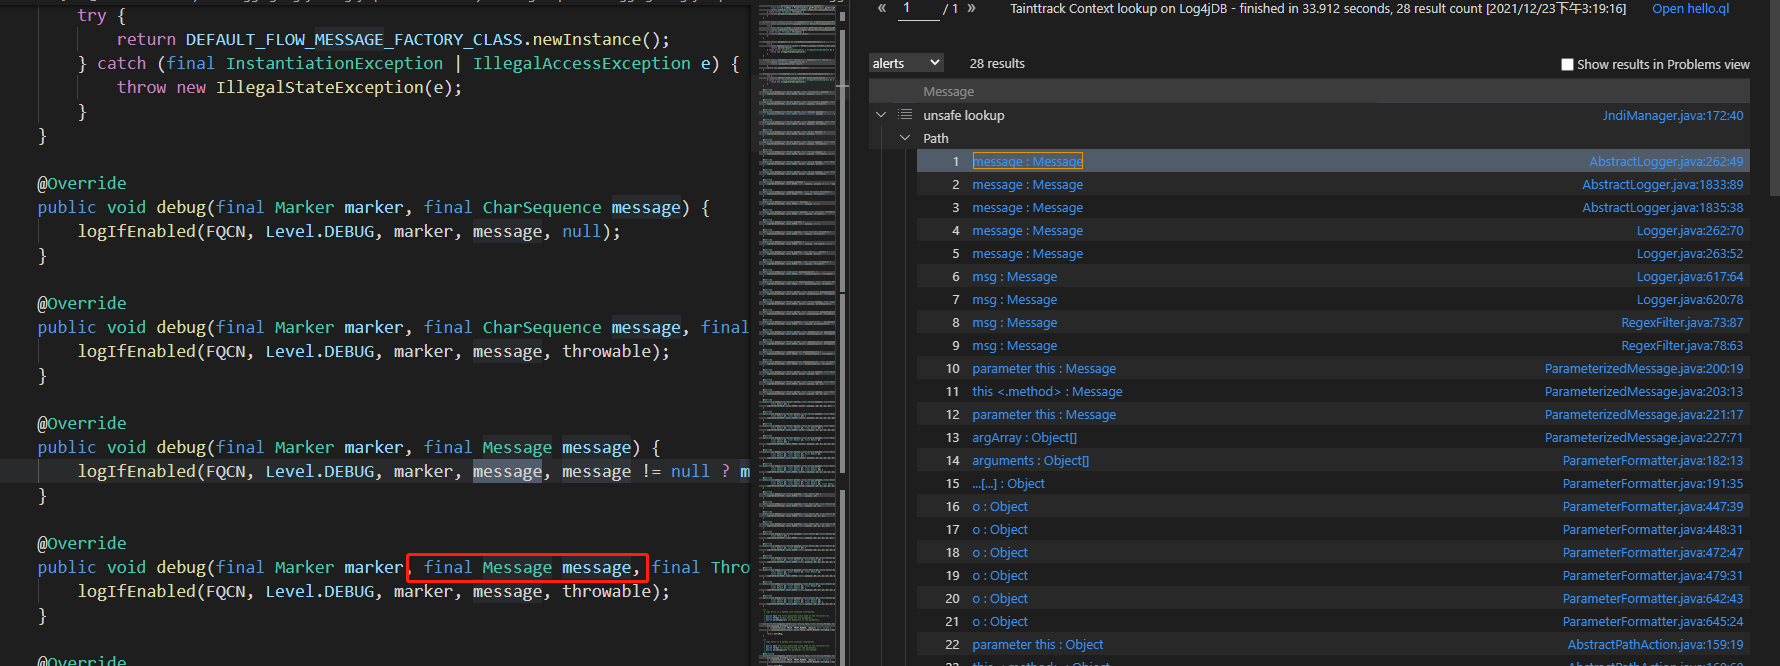 try {
return DEFAULT_FLOW_MESSAGE_FACTORY_CLASS.newInstance();
} catch (final InstantiationException | IllegalAccessException e) {
throw new IllegalStateException(e);
}
}
@Override
public void debug(final Marker marker, final CharSequence message) {
logIfEnabled(FQCN, Level.DEBUG, marker, message, null);
}
@Override
public void debug(final Marker marker, final CharSequence message, final
logIfEnabled(FQCN, Level.DEBUG, marker, message, throwable);
}
@Override
public void debug(final Marker marker, final Message message) {
logIfEnabled(FQCN, Level.DEBUG, marker, message, message != null ? m
}
@Override
public void debug(final Marker marker, final Message message, final Thro
logIfEnabled(FQCN, Level.DEBUG, marker, message, throwable);
}
@Override
« 1 / 1 » Tainttrack Context lookup on Log4jDB - finished in 33.912 seconds, 28 result count [2021/12/23下午3:19:16] Open hello.ql
alerts 28 results Show results in Problems view
Message
unsafe lookup JndiManager.java:172:40
Path
1 message : Message AbstractLogger.java:262:49
2 message : Message AbstractLogger.java:1833:89
3 message : Message AbstractLogger.java:1835:38
4 message : Message Logger.java:262:70
5 message : Message Logger.java:263:52
6 msg : Message Logger.java:617:64
7 msg : Message Logger.java:620:78
8 msg : Message RegexFilter.java:73:87
9 msg : Message RegexFilter.java:78:63
10 parameter this : Message ParameterizedMessage.java:200:19
11 this <.method> : Message ParameterizedMessage.java:203:13
12 parameter this : Message ParameterizedMessage.java:221:17
13 argArray : Object[] ParameterizedMessage.java:227:71
14 arguments : Object[] ParameterFormatter.java:182:13
15 ...[...] : Object ParameterFormatter.java:191:35
16 o : Object ParameterFormatter.java:447:39
17 o : Object ParameterFormatter.java:448:31
18 o : Object ParameterFormatter.java:472:47
19 o : Object ParameterFormatter.java:479:31
20 o : Object ParameterFormatter.java:642:43
21 o : Object ParameterFormatter.java:645:24
22 parameter this : Object AbstractPathAction.java:159:19